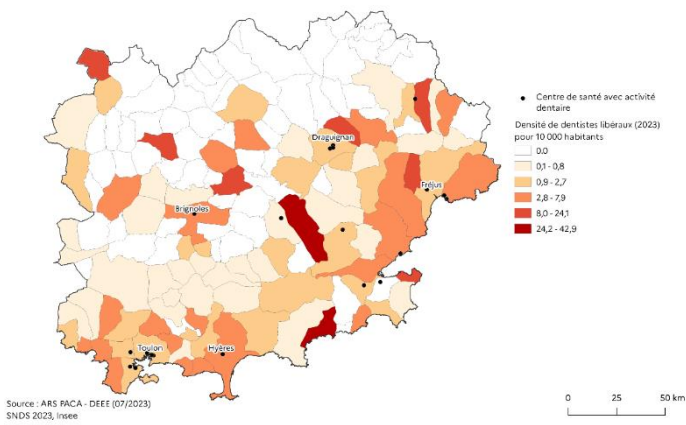 Centre de santé avec activité
dentaire
Densité de dentistes libéraux (2023)
pour 10 000 habitants
0.0
0,1 - 0,8
0,9 - 2,7
2,8 - 7,9
8,0 - 24,1
24,2 - 42,9
Draguignan
Fréjus
Brignoles
Toulon
Hyères
Source : ARS PACA - DEEE (07/2023)
SNDS 2023, Insee
0 25 50 km